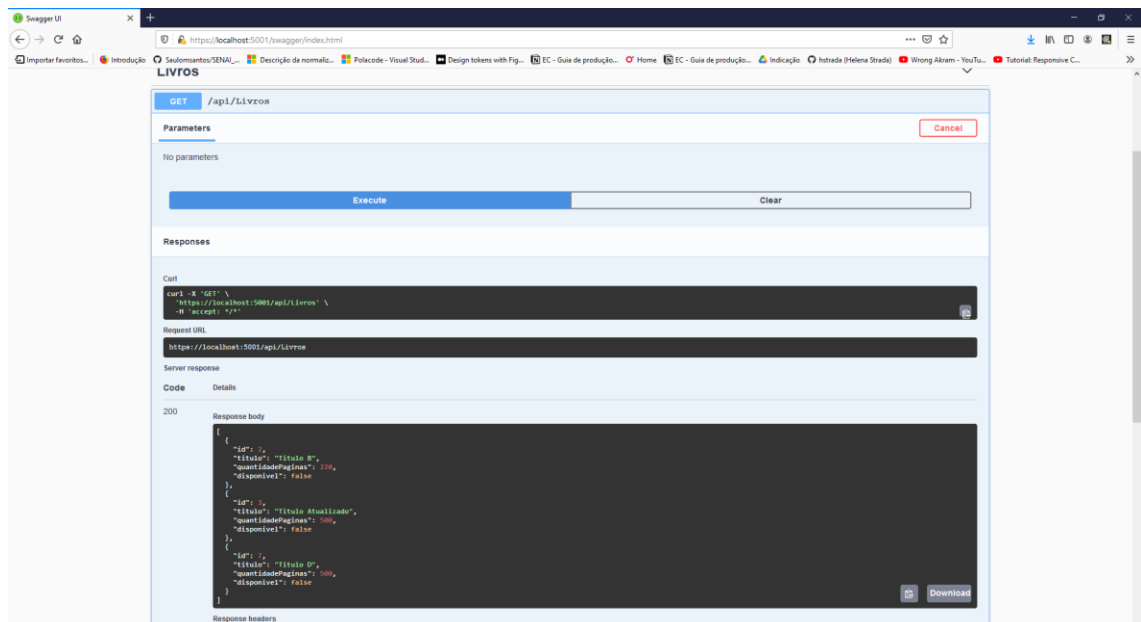 Swagger UI
https://localhost:5001/swagger/index.html
Importar favoritos... Introdução Saulomsantos/SENAI_... Descrição da normaliz... Polacode - Visual Stud... Design tokens with Fig... EC - Guia de produção... Home EC - Guia de produção... Indicação hstrada (Helena Strada) Wrong Akram - YouTu... Tutorial: Responsive C...
Livros
GET /api/Livros
Parameters
Cancel
No parameters
Execute
Clear
Responses
Curl
curl -X 'GET' \
'https://localhost:5001/api/Livros' \
-H 'accept: */*'
Request URL
https://localhost:5001/api/Livros
Server response
Code Details
200
Response body
[
{
"id": 2,
"titulo": "Titulo B",
"quantidadePaginas": 220,
"disponivel": false
},
{
"id": 3,
"titulo": "Titulo Atualizado",
"quantidadePaginas": 500,
"disponivel": false
},
{
"id": 7,
"titulo": "Titulo D",
"quantidadePaginas": 500,
"disponivel": false
}
]
Download
Response headers